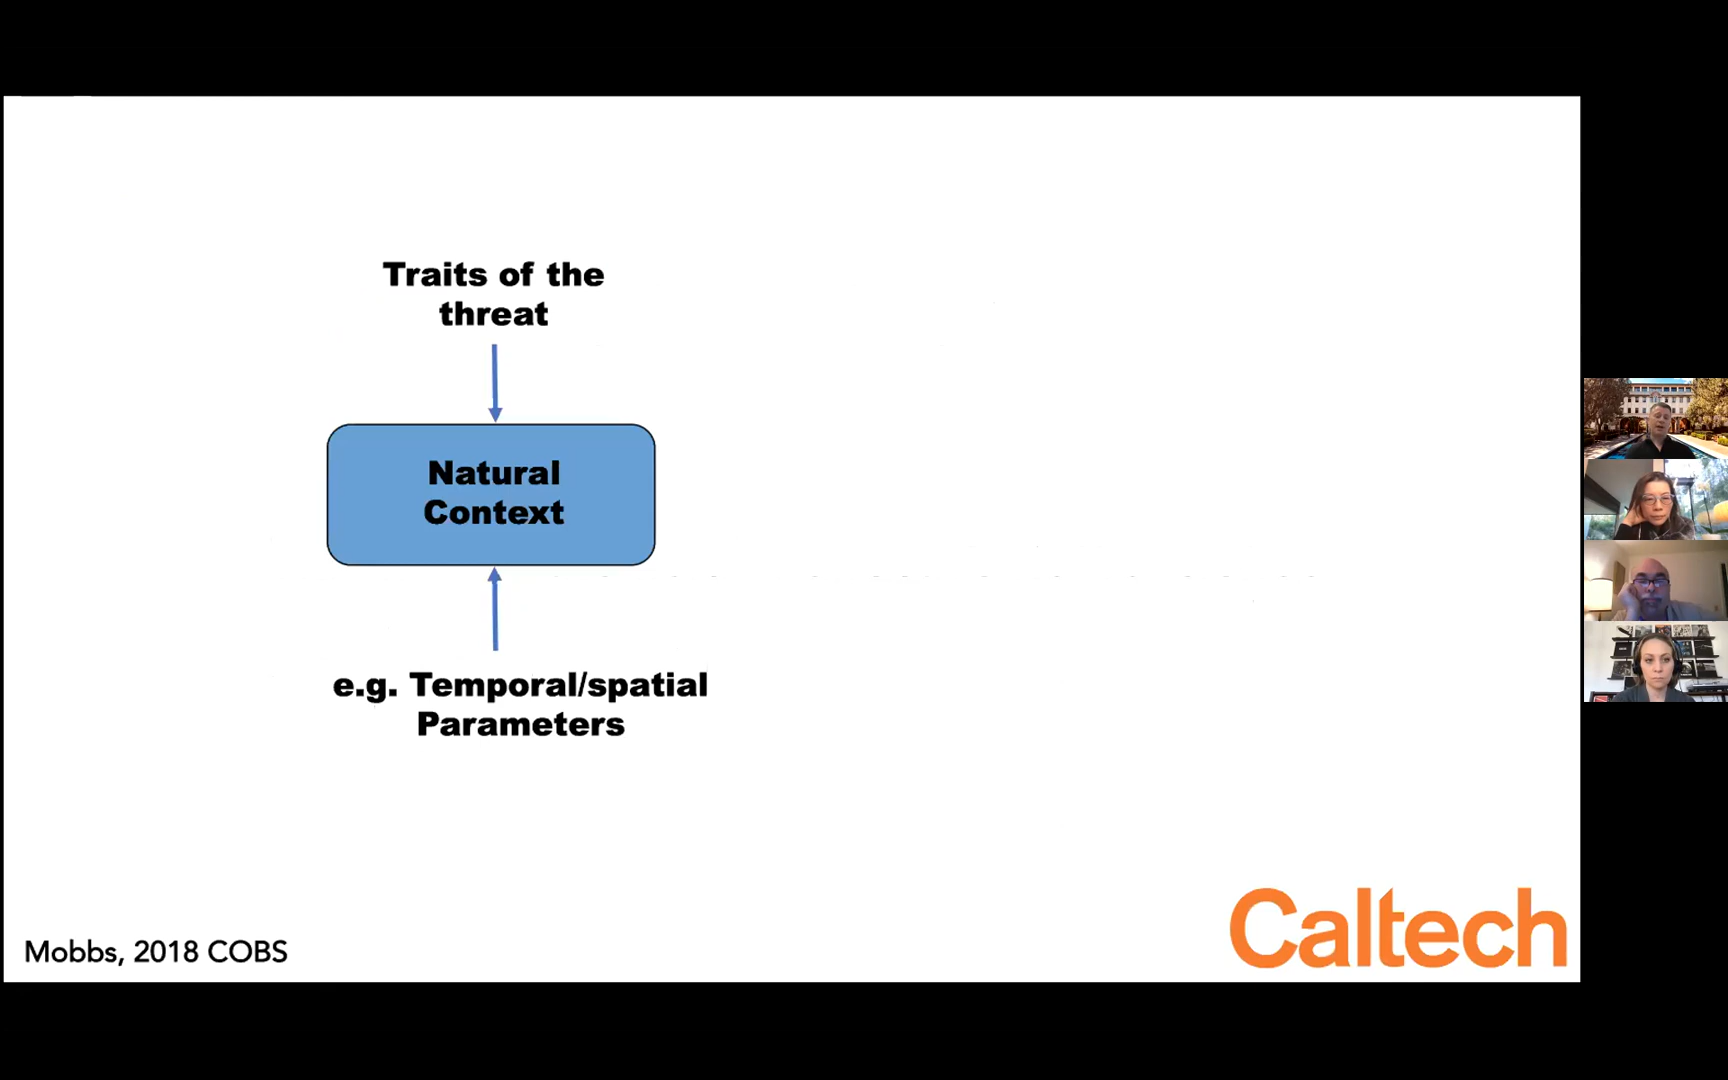 Traits of the
threat
Natural
Context
e.g. Temporal/spatial
Parameters
Mobbs, 2018 COBS
Caltech